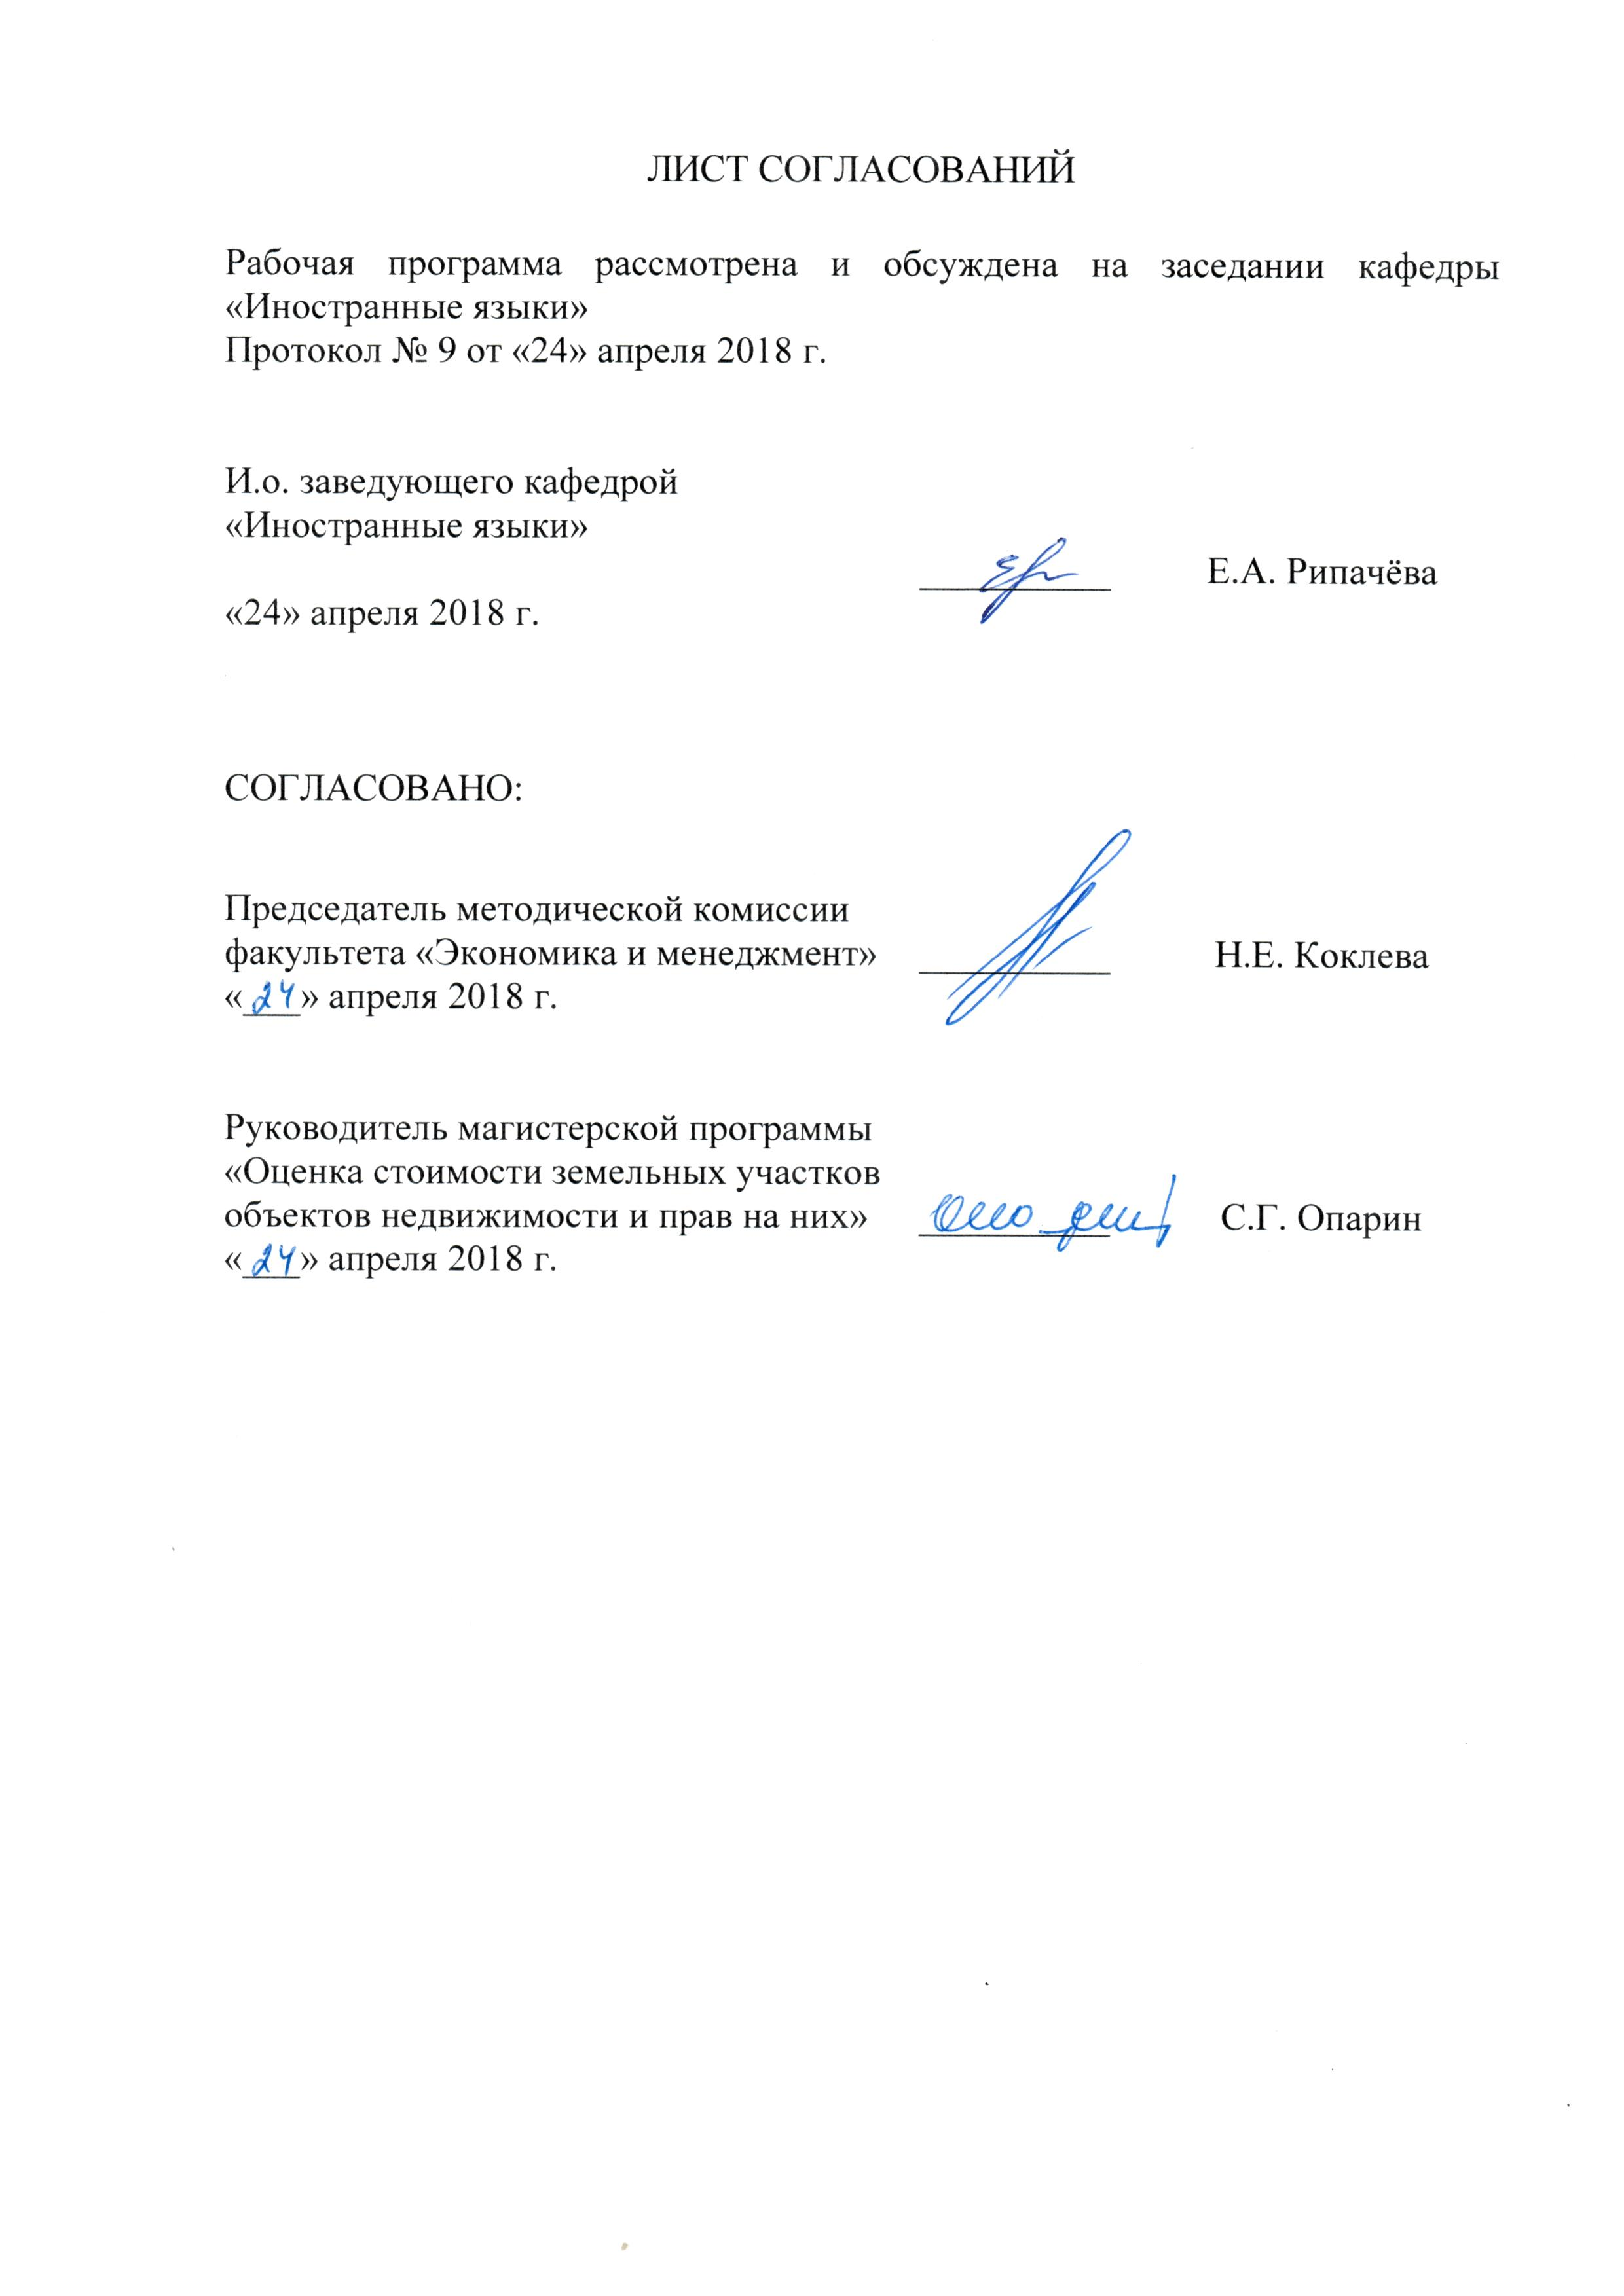 ЛИСТ СОГЛАСОВАНИЙ
Рабочая программа рассмотрена и обсуждена на заседании кафедры
«Иностранные языки»
Протокол № 9 от «24» апреля 2018 г.
И.о. заведующего кафедрой
«Иностранные языки»
Е.А. Рипачёва
«24» апреля 2018 г.
СОГЛАСОВАНО:
Председатель методической комиссии
факультета «Экономика и менеджмент» Н.Е. Коклева
«24» апреля 2018 г.
Руководитель магистерской программы
«Оценка стоимости земельных участков
объектов недвижимости и прав на них» С.Г. Опарин
«24» апреля 2018 г.